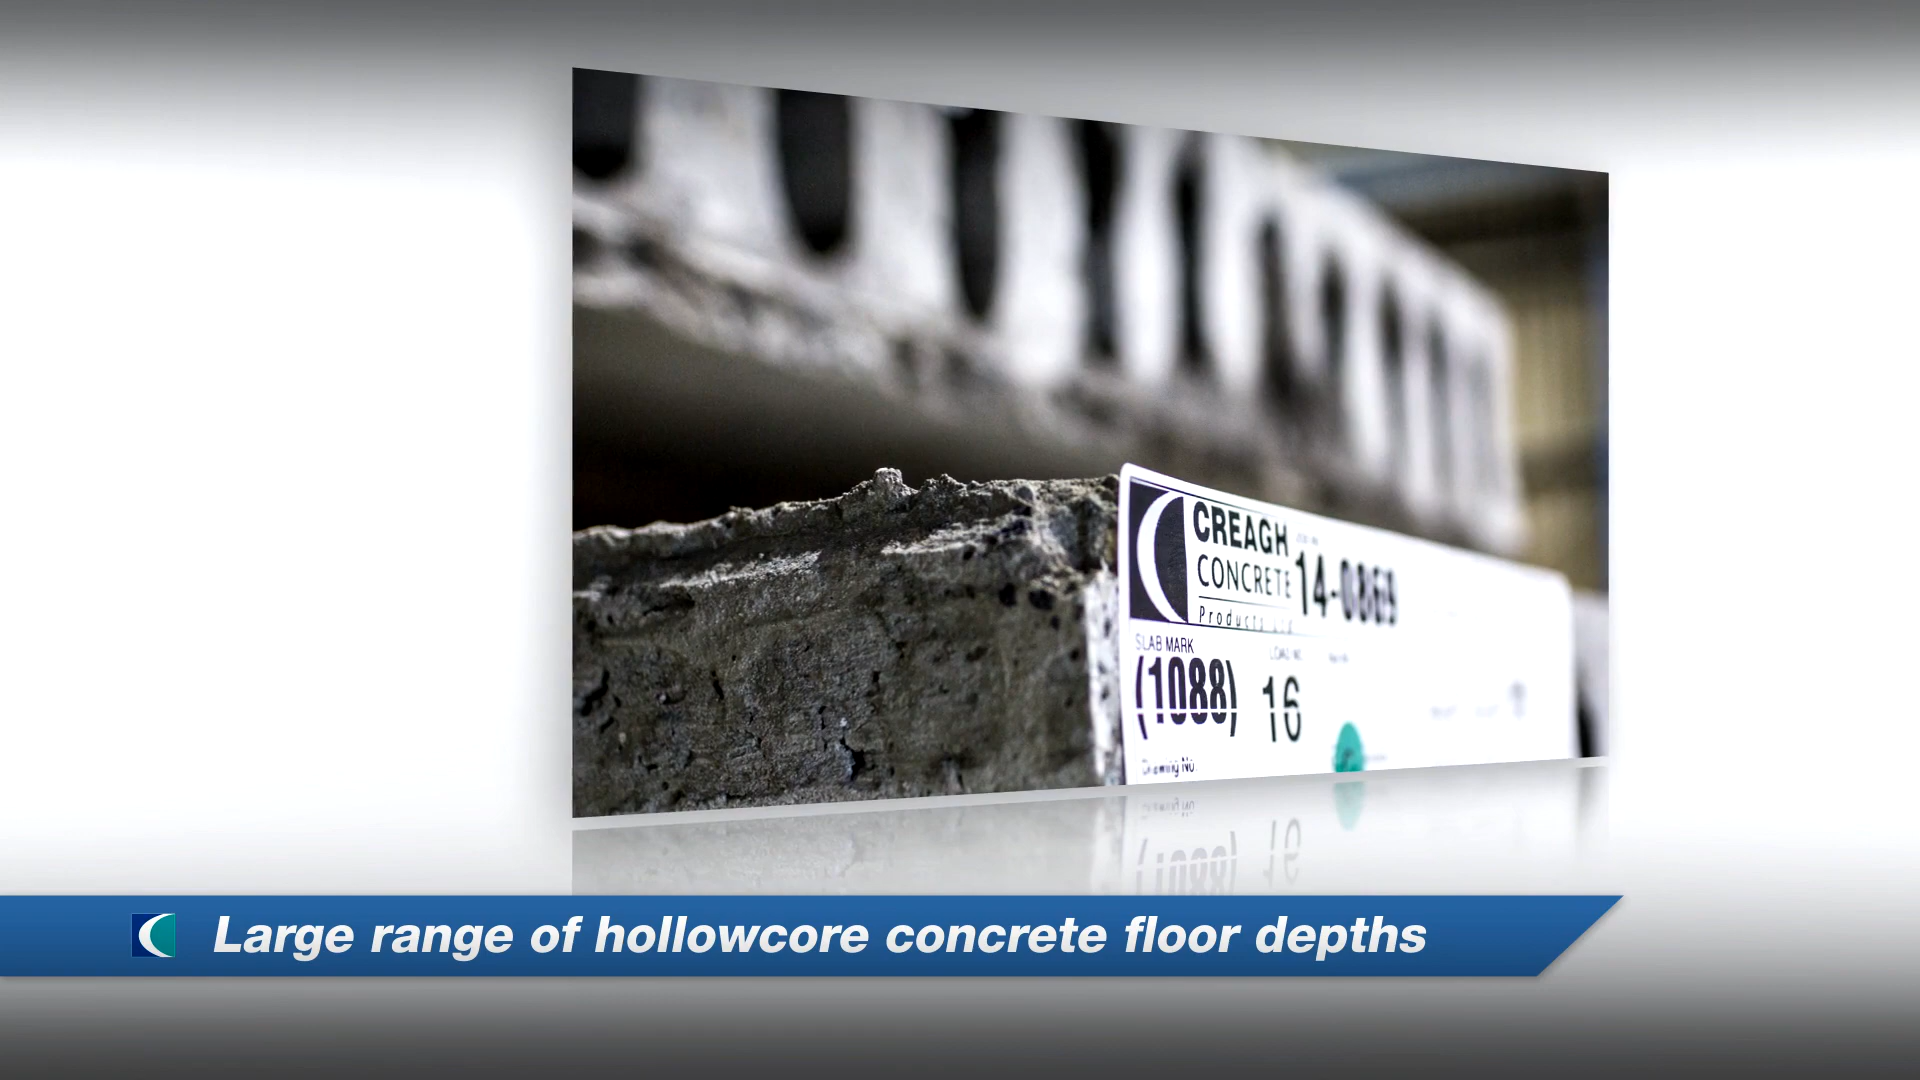 CREAGH
CONCRETE
Products Ltd
14-0869
SLAB MARK
(1088)
LOAD No.
16
Drawing No.
Large range of hollowcore concrete floor depths